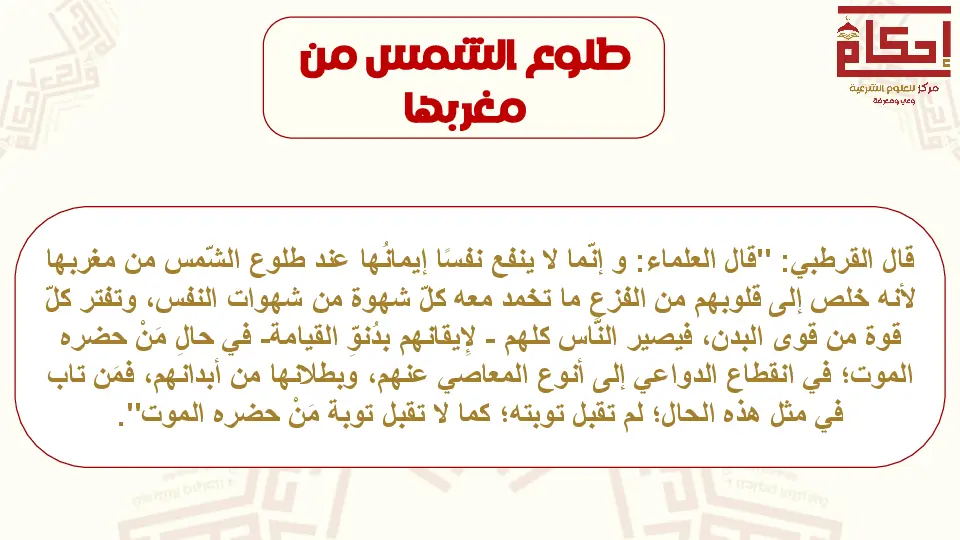 إحكام
مركز للعلوم الشرعية
وعي ومعرفة
طلوع الشمس من
مغربها
قال القرطبي: "قال العلماء: و إنّما لا ينفع نفسًا إيمانُها عند طلوع الشّمس من مغربها
لأنه خلص إلى قلوبهم من الفزع ما تخمد معه كلّ شهوة من شهوات النفس، وتفتر كلّ
قوة من قوى البدن، فيصير النّاس كلهم - لإيقانهم بدُنوِّ القيامة- في حالِ مَنْ حضره
الموت؛ في انقطاع الدواعي إلى أنوع المعاصي عنهم، وبطلانها من أبدانهم، فمَن تاب
في مثل هذه الحال؛ لم تقبل توبته؛ كما لا تقبل توبة مَنْ حضره الموت".